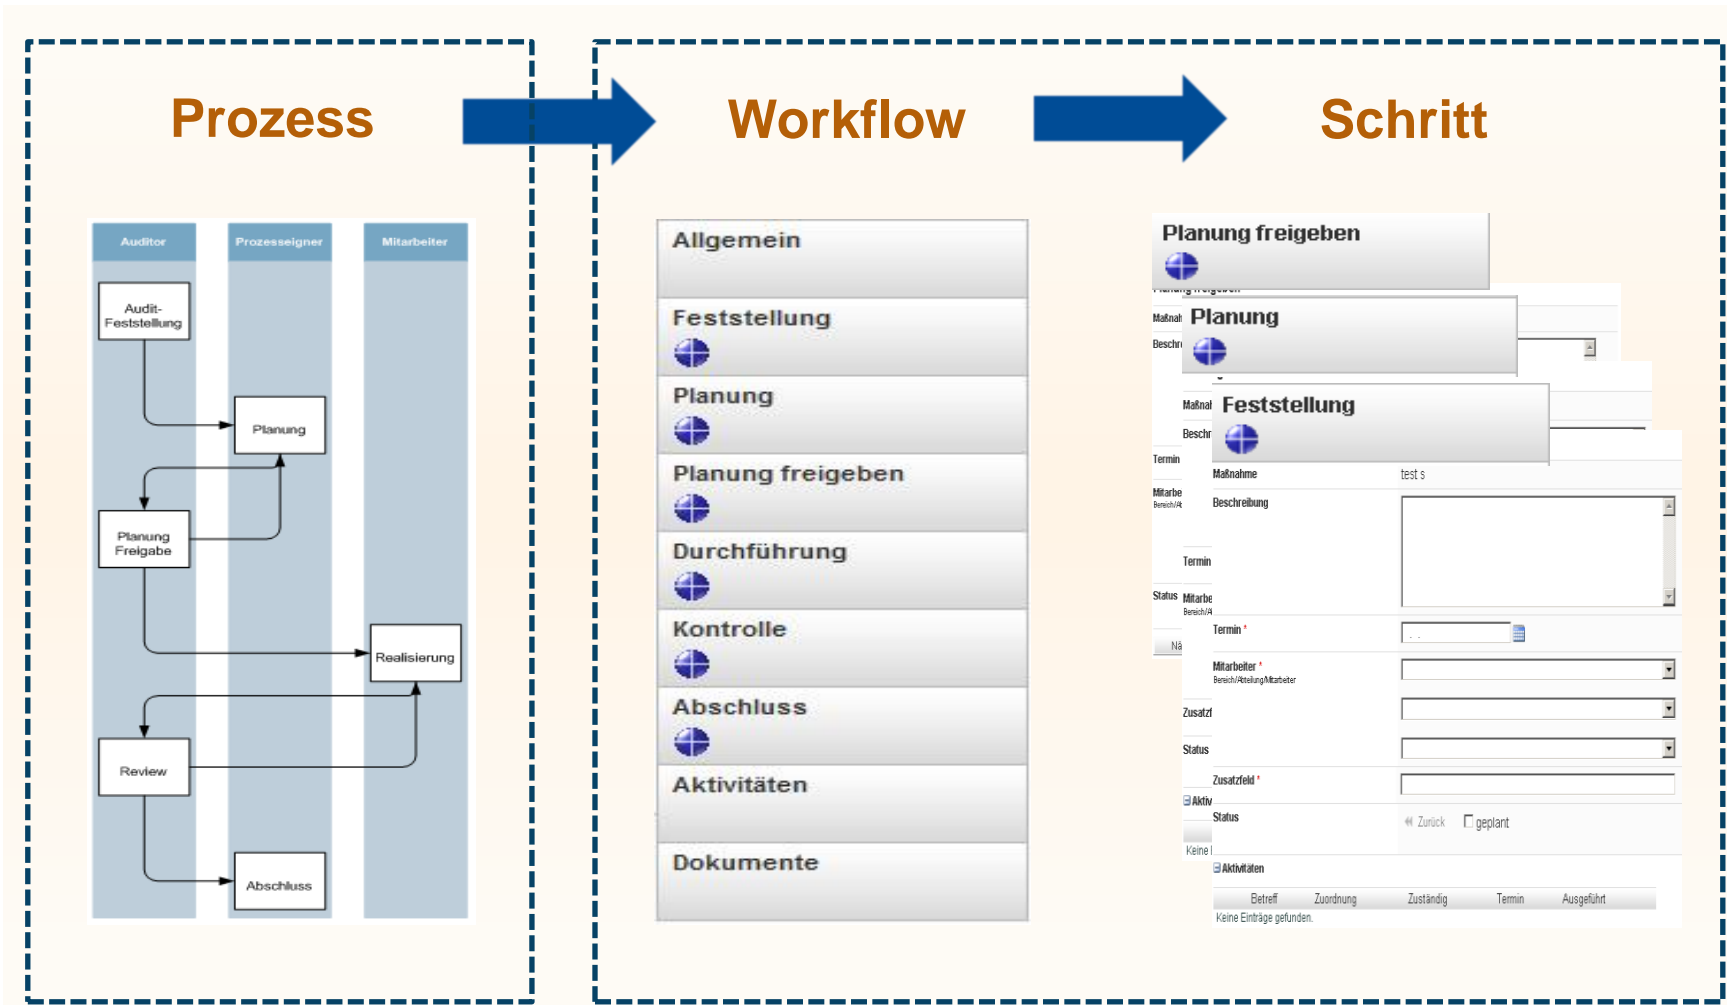 Prozess
Workflow
Schritt
Auditor
Prozesseigner
Mitarbeiter
Audit-
Feststellung
Planung
Planung
Freigabe
Realisierung
Review
Abschluss
Allgemein
Feststellung
Planung
Planung freigeben
Durchführung
Kontrolle
Abschluss
Aktivitäten
Dokumente
Planung freigeben
Planung
Termin
Status
Feststellung
Termin
Status
Maßnahme
test s
Beschreibung
Termin *
Mitarbeiter *
Bereich/Abteilung/Mitarbeiter
Zusatzfeld *
Status
Zurück
geplant
Aktivitäten
Betreff Zuordnung Zuständig Termin Ausgeführt
Keine Einträge gefunden.